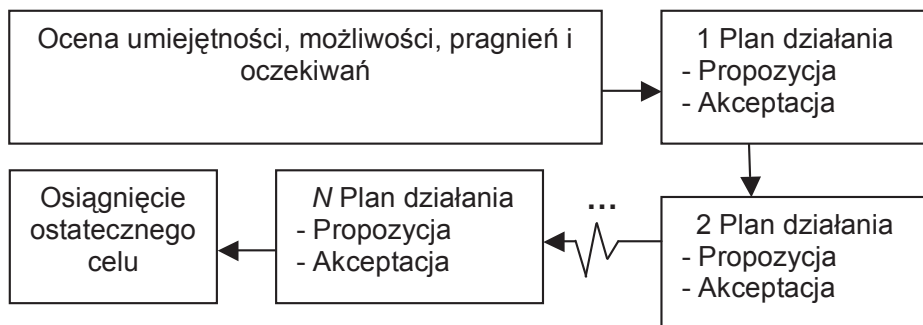 Ocena umiejętności, możliwości, pragnień i
oczekiwań
1 Plan działania
- Propozycja
- Akceptacja
2 Plan działania
- Propozycja
- Akceptacja
...
N Plan działania
- Propozycja
- Akceptacja
Osiągnięcie
ostatecznego
celu